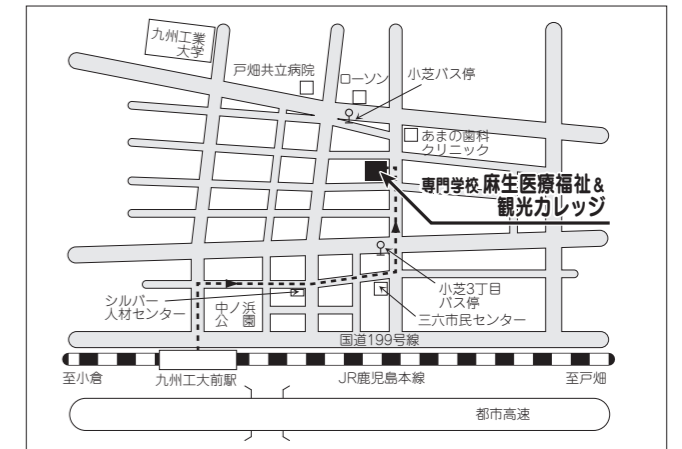 九州工業
大学
戸畑共立病院
ローソン
小芝バス停
あまの歯科
クリニック
専門学校 麻生医療福祉&
観光カレッジ
小芝3丁目
バス停
シルバー
人材センター
中ノ浜
公園
三六市民センター
国道199号線
至小倉
九州工大前駅
JR鹿児島本線
至戸畑
都市高速